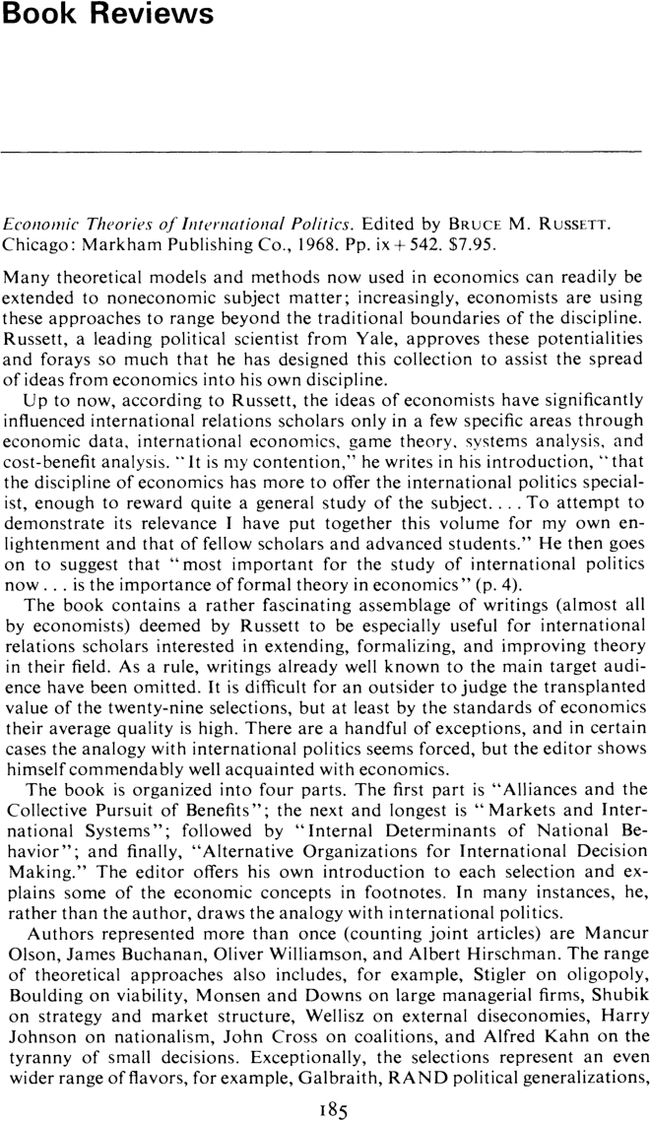 Book Reviews
Economic Theories of International Politics. Edited by BRUCE M. RUSSETT.
Chicago: Markham Publishing Co., 1968. Pp. ix + 542. $7.95.
Many theoretical models and methods now used in economics can readily be
extended to noneconomic subject matter; increasingly, economists are using
these approaches to range beyond the traditional boundaries of the discipline.
Russett, a leading political scientist from Yale, approves these potentialities
and forays so much that he has designed this collection to assist the spread
of ideas from economics into his own discipline.
Up to now, according to Russett, the ideas of economists have significantly
influenced international relations scholars only in a few specific areas through
economic data, international economics, game theory, systems analysis, and
cost-benefit analysis. “It is my contention,” he writes in his introduction, “that
the discipline of economics has more to offer the international politics special-
ist, enough to reward quite a general study of the subject. . . . To attempt to
demonstrate its relevance I have put together this volume for my own en-
lightenment and that of fellow scholars and advanced students.” He then goes
on to suggest that “most important for the study of international politics
now . . . is the importance of formal theory in economics” (p. 4).
The book contains a rather fascinating assemblage of writings (almost all
by economists) deemed by Russett to be especially useful for international
relations scholars interested in extending, formalizing, and improving theory
in their field. As a rule, writings already well known to the main target audi-
ence have been omitted. It is difficult for an outsider to judge the transplanted
value of the twenty-nine selections, but at least by the standards of economics
their average quality is high. There are a handful of exceptions, and in certain
cases the analogy with international politics seems forced, but the editor shows
himself commendably well acquainted with economics.
The book is organized into four parts. The first part is “Alliances and the
Collective Pursuit of Benefits”; the next and longest is “Markets and Inter-
national Systems”; followed by “Internal Determinants of National Be-
havior”; and finally, “Alternative Organizations for International Decision
Making.” The editor offers his own introduction to each selection and ex-
plains some of the economic concepts in footnotes. In many instances, he,
rather than the author, draws the analogy with international politics.
Authors represented more than once (counting joint articles) are Mancur
Olson, James Buchanan, Oliver Williamson, and Albert Hirschman. The range
of theoretical approaches also includes, for example, Stigler on oligopoly,
Boulding on viability, Monsen and Downs on large managerial firms, Shubik
on strategy and market structure, Wellisz on external diseconomies, Harry
Johnson on nationalism, John Cross on coalitions, and Alfred Kahn on the
tyranny of small decisions. Exceptionally, the selections represent an even
wider range of flavors, for example, Galbraith, RAND political generalizations,
185